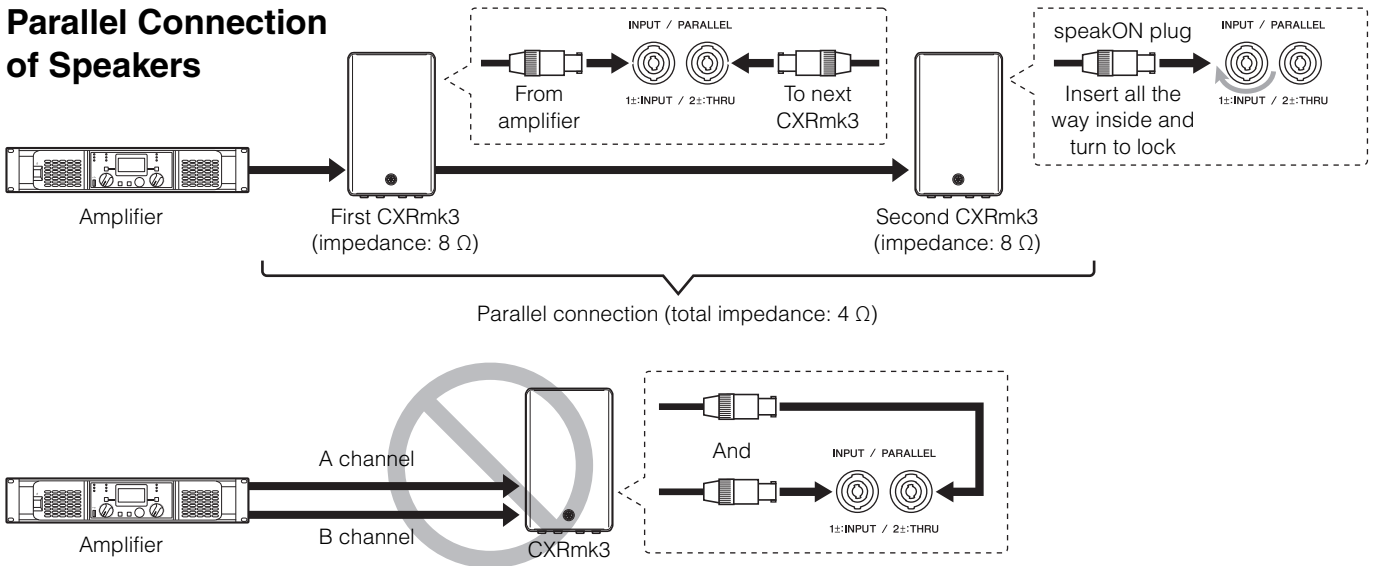 Parallel Connection
of Speakers
INPUT / PARALLEL
From
amplifier
1±:INPUT / 2±:THRU
To next
CXRmk3
speakON plug
INPUT / PARALLEL
Insert all the
way inside and
turn to lock
1±:INPUT / 2±:THRU
Amplifier
First CXRmk3
(impedance: 8 Ω)
Second CXRmk3
(impedance: 8 Ω)
Parallel connection (total impedance: 4 Ω)
A channel
B channel
Amplifier
CXRmk3
And
INPUT / PARALLEL
1±:INPUT / 2±:THRU